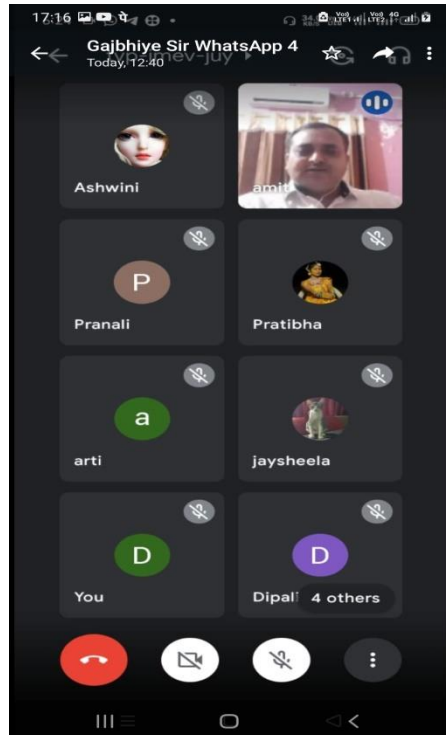 17:16
Gajbhiye Sir WhatsApp 4
Today, 12:40
Ashwini
amit
P
Pranali
Pratibha
a
arti
jaysheela
D
You
D
Dipali
4 others